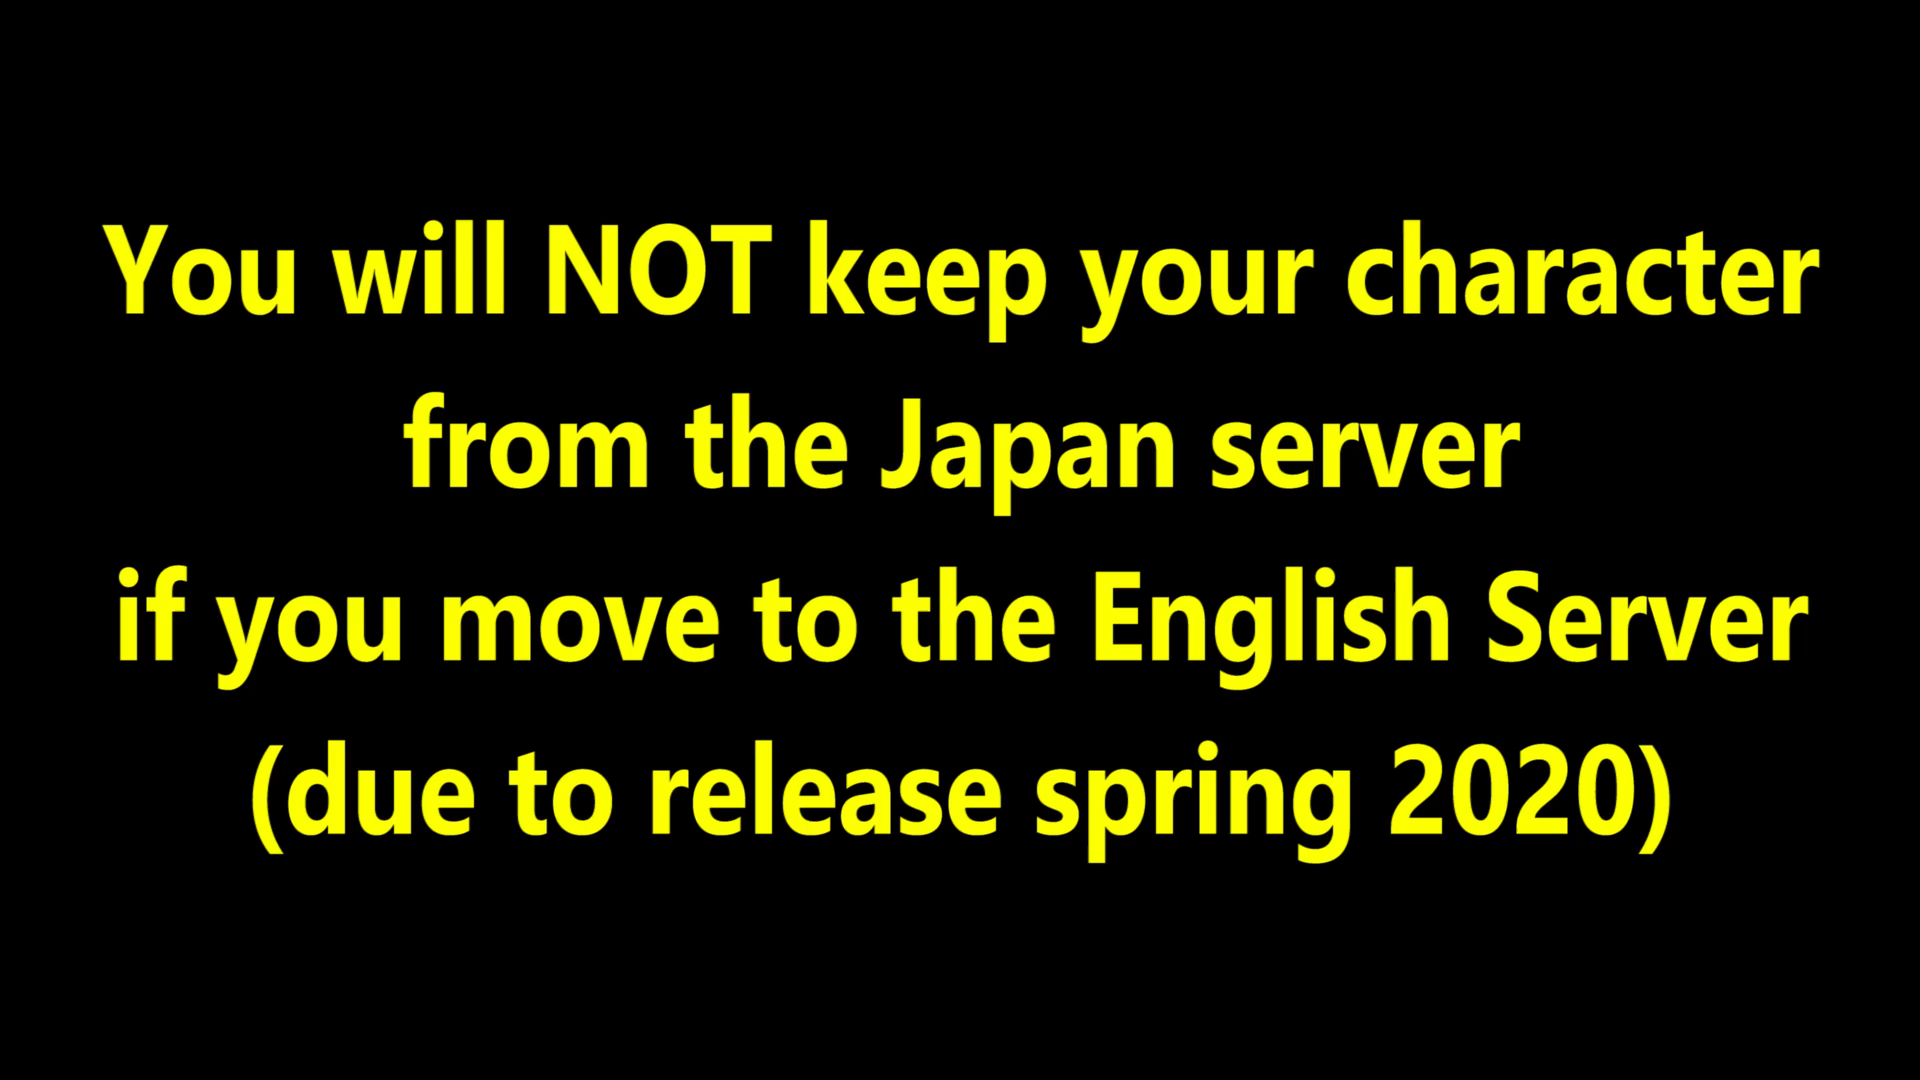 You will NOT keep your character
from the Japan server
if you move to the English Server
(due to release spring 2020)